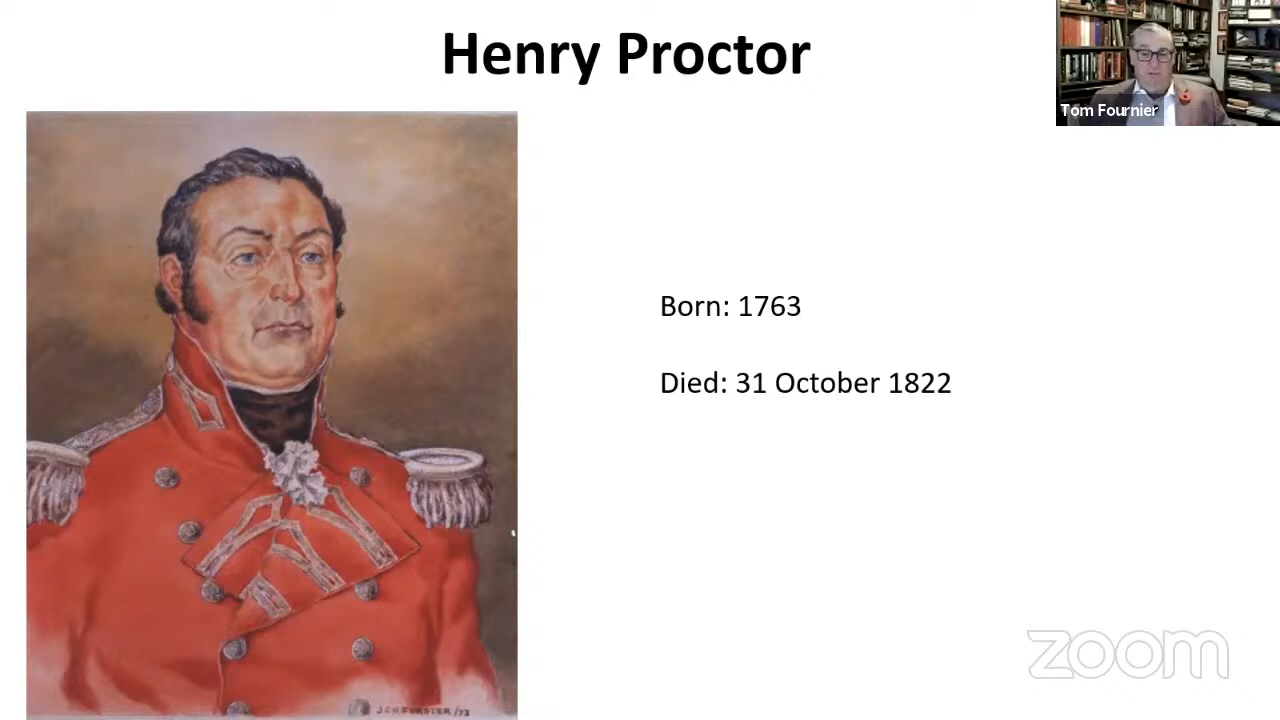 Henry Proctor
Tom Fournier
Born: 1763
Died: 31 October 1822
zoom